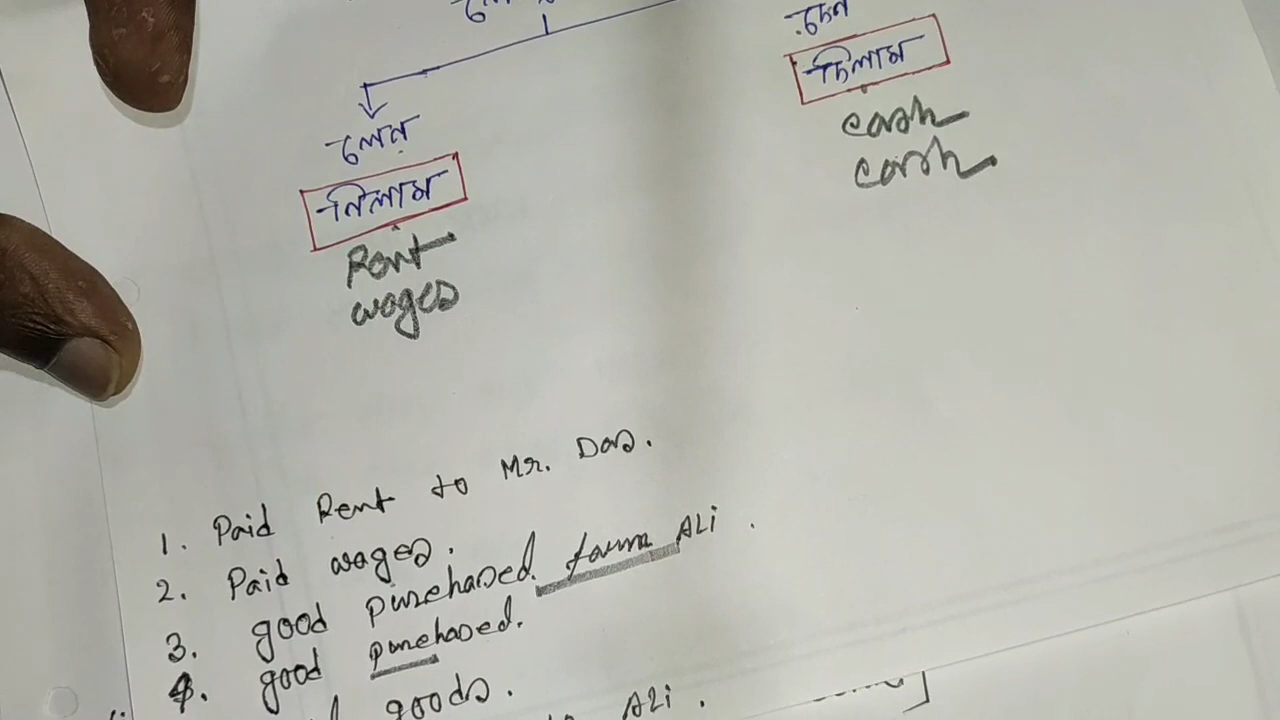 দেন
দিলাম
cash
cash
লেন
নিলাম
Rent
wages
1. Paid Rent to Mr. Das.
2. Paid wages.
3. good purchased from ALi.
4. good purchased.
goods.
ALi.